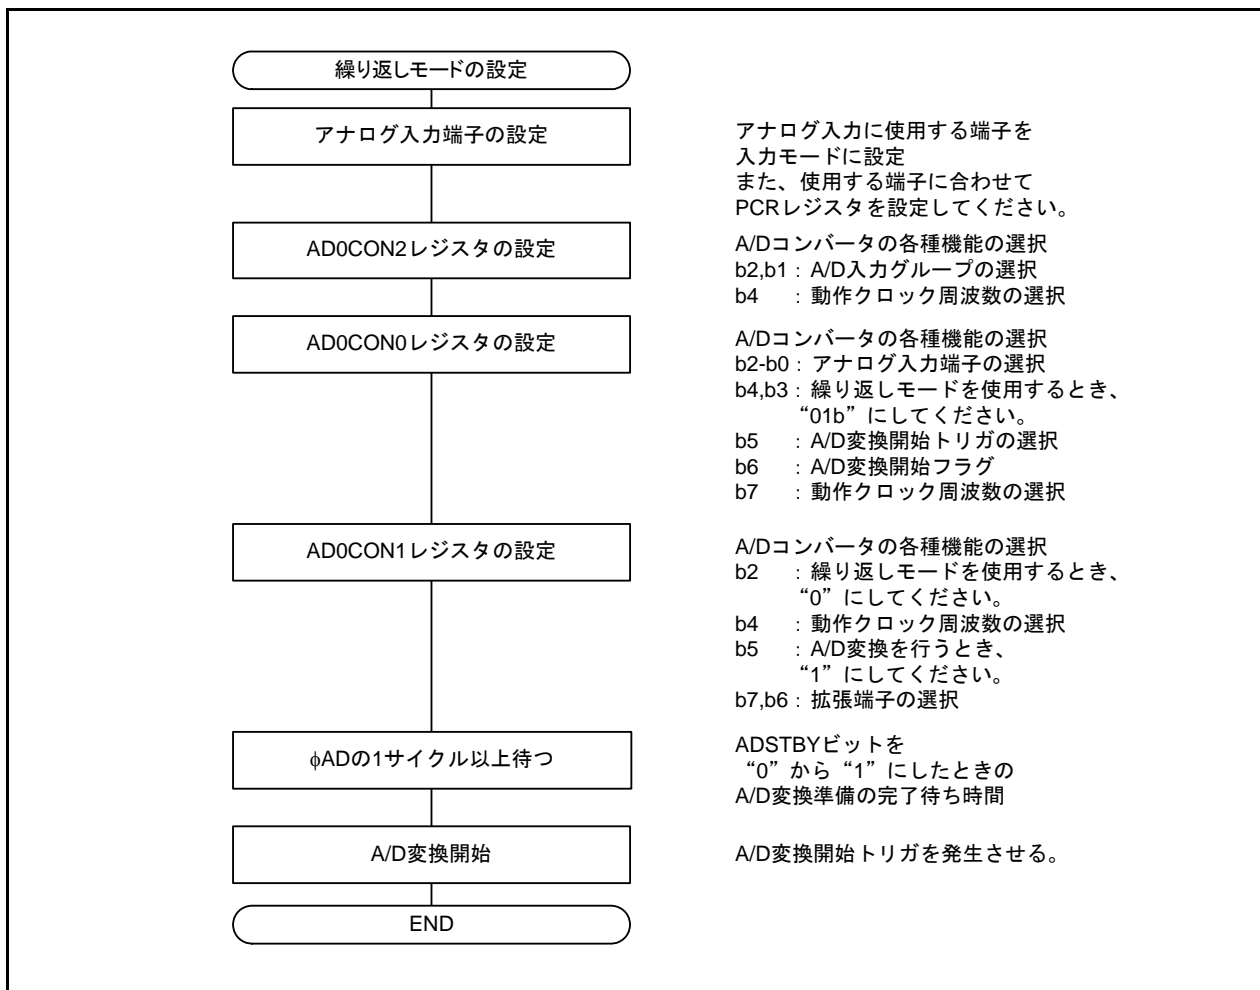 繰り返しモードの設定
アナログ入力端子の設定
アナログ入力に使用する端子を
入力モードに設定
また、使用する端子に合わせて
PCRレジスタを設定してください。
AD0CON2レジスタの設定
A/Dコンバータの各種機能の選択
b2,b1：A/D入力グループの選択
b4　：動作クロック周波数の選択
AD0CON0レジスタの設定
A/Dコンバータの各種機能の選択
b2-b0：アナログ入力端子の選択
b4,b3：繰り返しモードを使用するとき、
“01b”にしてください。
b5　：A/D変換開始トリガの選択
b6　：A/D変換開始フラグ
b7　：動作クロック周波数の選択
AD0CON1レジスタの設定
A/Dコンバータの各種機能の選択
b2　：繰り返しモードを使用するとき、
“0”にしてください。
b4　：動作クロック周波数の選択
b5　：A/D変換を行うとき、
“1”にしてください。
b7,b6：拡張端子の選択
φADの1サイクル以上待つ
ADSTBYビットを
“0”から“1”にしたときの
A/D変換準備の完了待ち時間
A/D変換開始
A/D変換開始トリガを発生させる。
END